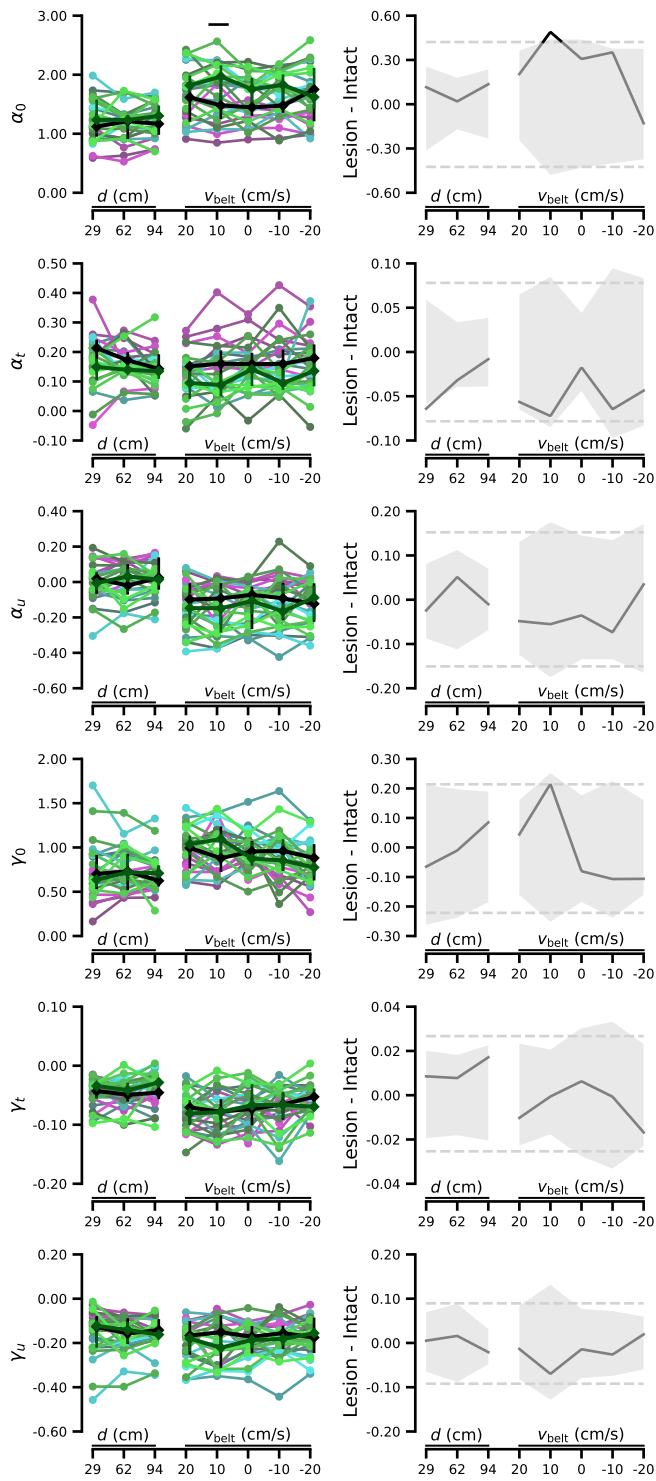 3.00
2.00
1.00
0.00
α0
d (cm)
vbelt (cm/s)
29 62 94 20 10 0 -10 -20
0.60
0.30
0.00
-0.30
-0.60
Lesion - Intact
d (cm)
vbelt (cm/s)
29 62 94 20 10 0 -10 -20
0.50
0.40
0.30
0.20
0.10
0.00
-0.10
αt
d (cm)
vbelt (cm/s)
29 62 94 20 10 0 -10 -20
0.10
0.05
0.00
-0.05
-0.10
Lesion - Intact
d (cm)
vbelt (cm/s)
29 62 94 20 10 0 -10 -20
0.40
0.20
0.00
-0.20
-0.40
-0.60
αu
d (cm)
vbelt (cm/s)
29 62 94 20 10 0 -10 -20
0.20
0.10
0.00
-0.10
-0.20
Lesion - Intact
d (cm)
vbelt (cm/s)
29 62 94 20 10 0 -10 -20
2.00
1.50
1.00
0.50
0.00
γ0
d (cm)
vbelt (cm/s)
29 62 94 20 10 0 -10 -20
0.30
0.20
0.10
0.00
-0.10
-0.20
-0.30
Lesion - Intact
d (cm)
vbelt (cm/s)
29 62 94 20 10 0 -10 -20
0.10
0.00
-0.10
-0.20
γt
d (cm)
vbelt (cm/s)
29 62 94 20 10 0 -10 -20
0.04
0.02
0.00
-0.02
-0.04
Lesion - Intact
d (cm)
vbelt (cm/s)
29 62 94 20 10 0 -10 -20
0.20
0.00
-0.20
-0.40
-0.60
γu
d (cm)
vbelt (cm/s)
29 62 94 20 10 0 -10 -20
0.20
0.10
0.00
-0.10
-0.20
Lesion - Intact
d (cm)
vbelt (cm/s)
29 62 94 20 10 0 -10 -20